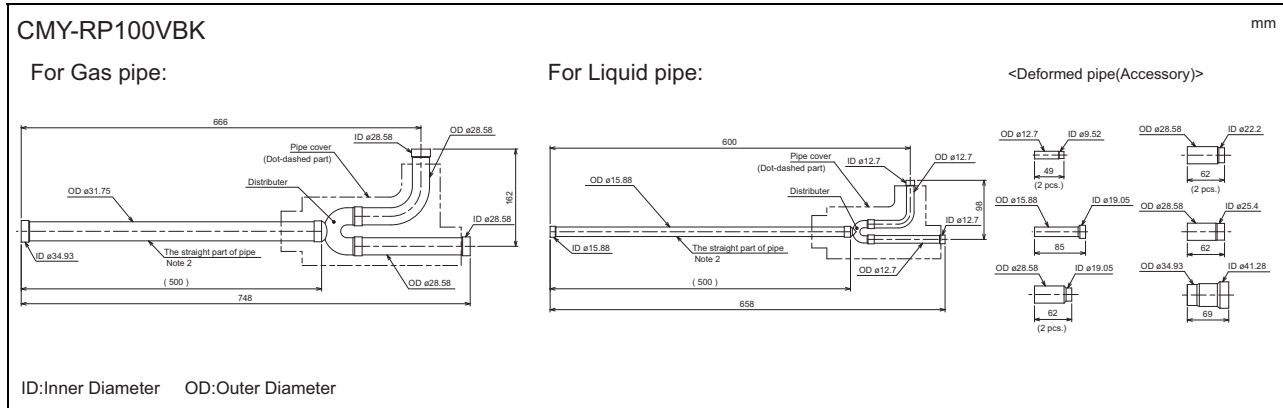 CMY-RP100VBK
mm
For Gas pipe:
666
ID ø28.58
OD ø28.58
Pipe cover
(Dot-dashed part)
Distributer
OD ø31.75
162
ID ø28.58
ID ø34.93
The straight part of pipe
Note 2
OD ø28.58
( 500 )
748
For Liquid pipe:
600
Pipe cover
(Dot-dashed part)
ID ø12.7
OD ø12.7
OD ø15.88
Distributer
98
ID ø12.7
ID ø15.88
The straight part of pipe
Note 2
OD ø12.7
( 500 )
658
<Deformed pipe(Accessory)>
OD ø12.7
ID ø9.52
49
(2 pcs.)
OD ø28.58
ID ø22.2
62
(2 pcs.)
OD ø15.88
ID ø19.05
85
OD ø28.58
ID ø25.4
62
OD ø28.58
ID ø19.05
62
(2 pcs.)
OD ø34.93
ID ø41.28
69
ID:Inner Diameter OD:Outer Diameter